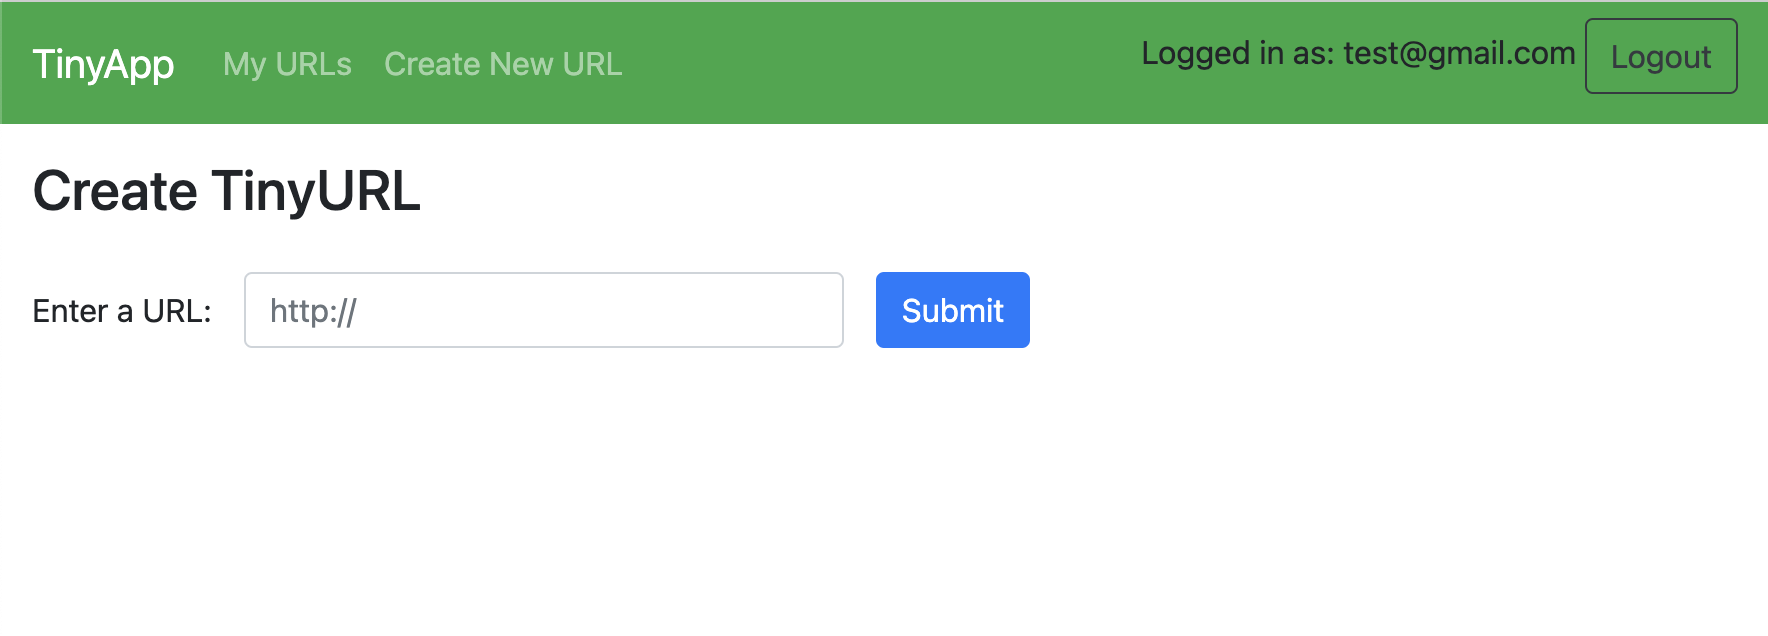 TinyApp My URLs Create New URL Logged in as: test@gmail.com Logout
Create TinyURL
Enter a URL: http:// Submit